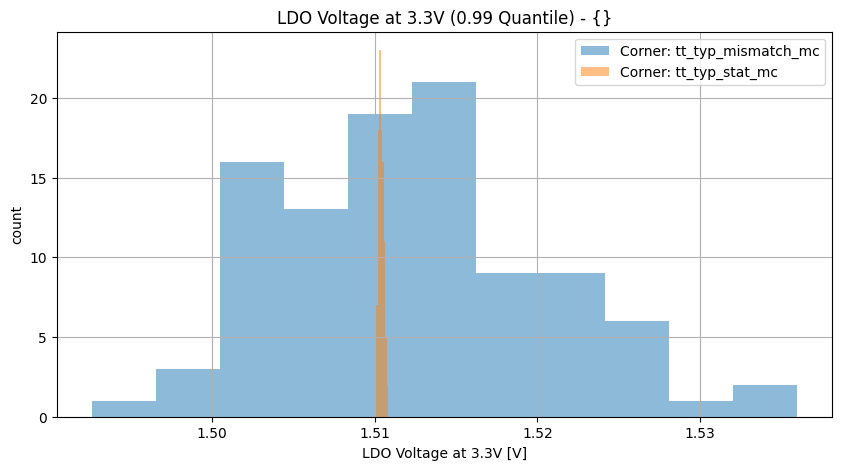 LDO Voltage at 3.3V (0.99 Quantile) - {}
Corner: tt_typ_mismatch_mc
Corner: tt_typ_stat_mc
count
20
15
10
5
0
1.50
1.51
1.52
1.53
LDO Voltage at 3.3V [V]